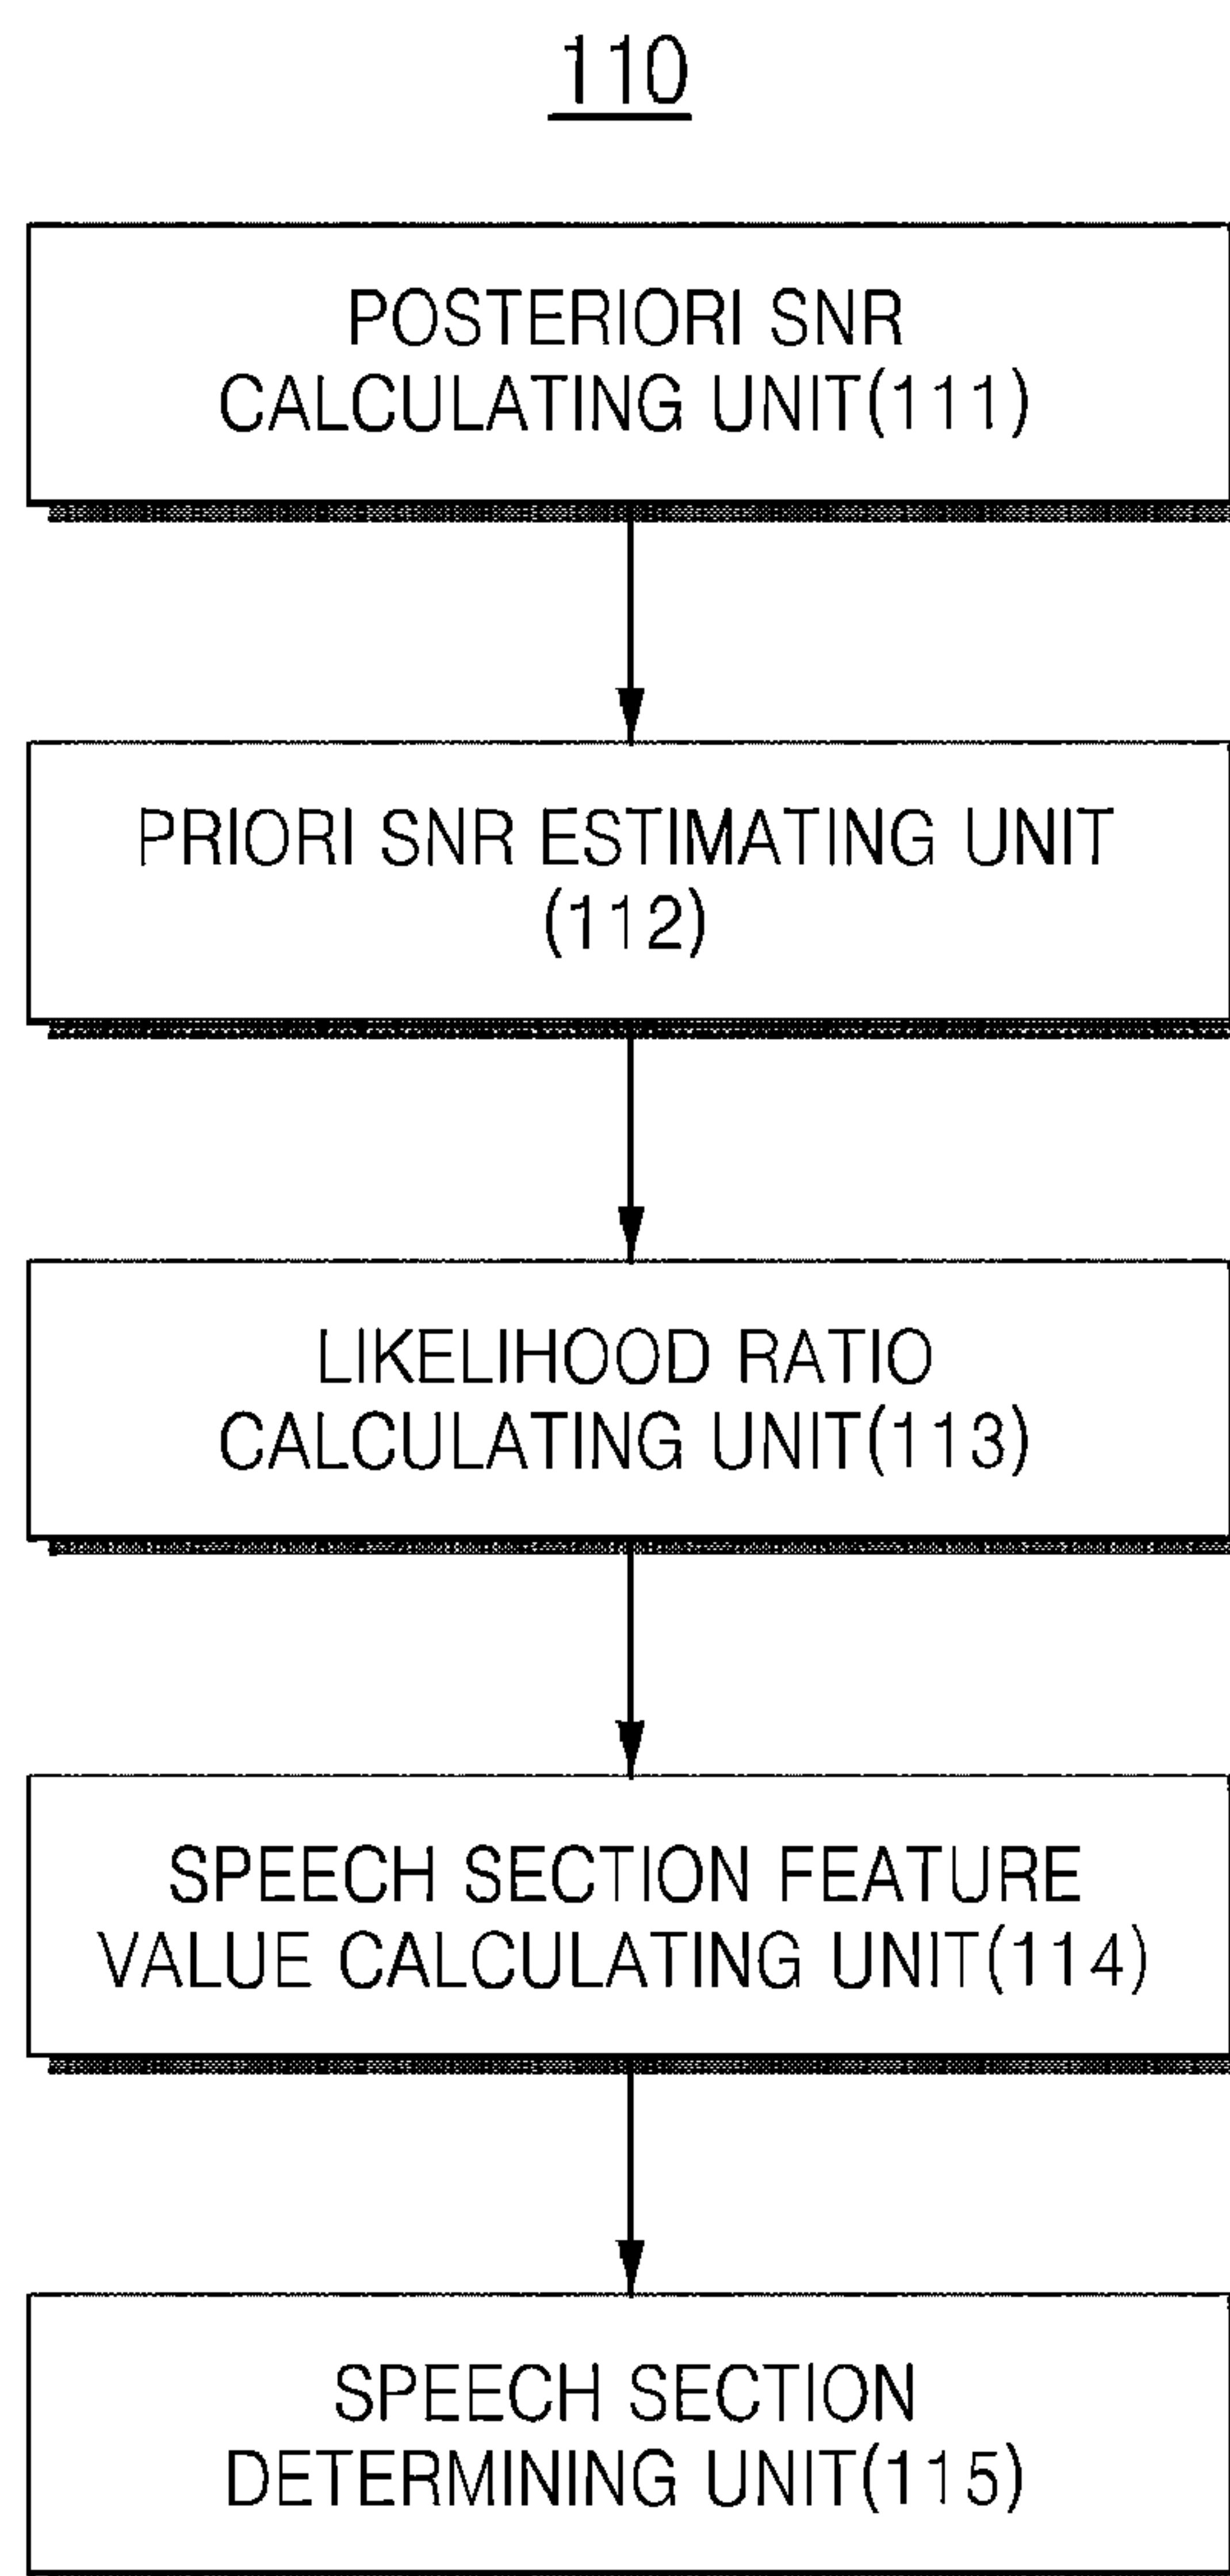 110
POSTERIORI SNR
CALCULATING UNIT(111)
PRIORI SNR ESTIMATING UNIT
(112)
LIKELIHOOD RATIO
CALCULATING UNIT(113)
SPEECH SECTION FEATURE
VALUE CALCULATING UNIT(114)
SPEECH SECTION
DETERMINING UNIT(115)